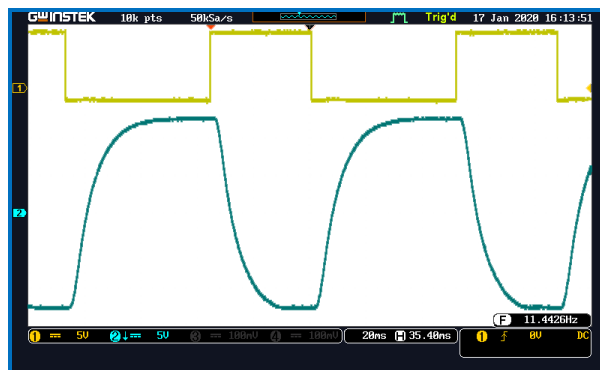 GWINSTEK 10k pts 50kSa/s Trig'd 17 Jan 2020 16:13:51
1
2
F 11.4426Hz
1 5V 2 5V 3 100mV 4 100mV 20ms H 35.40ms 1 0V DC